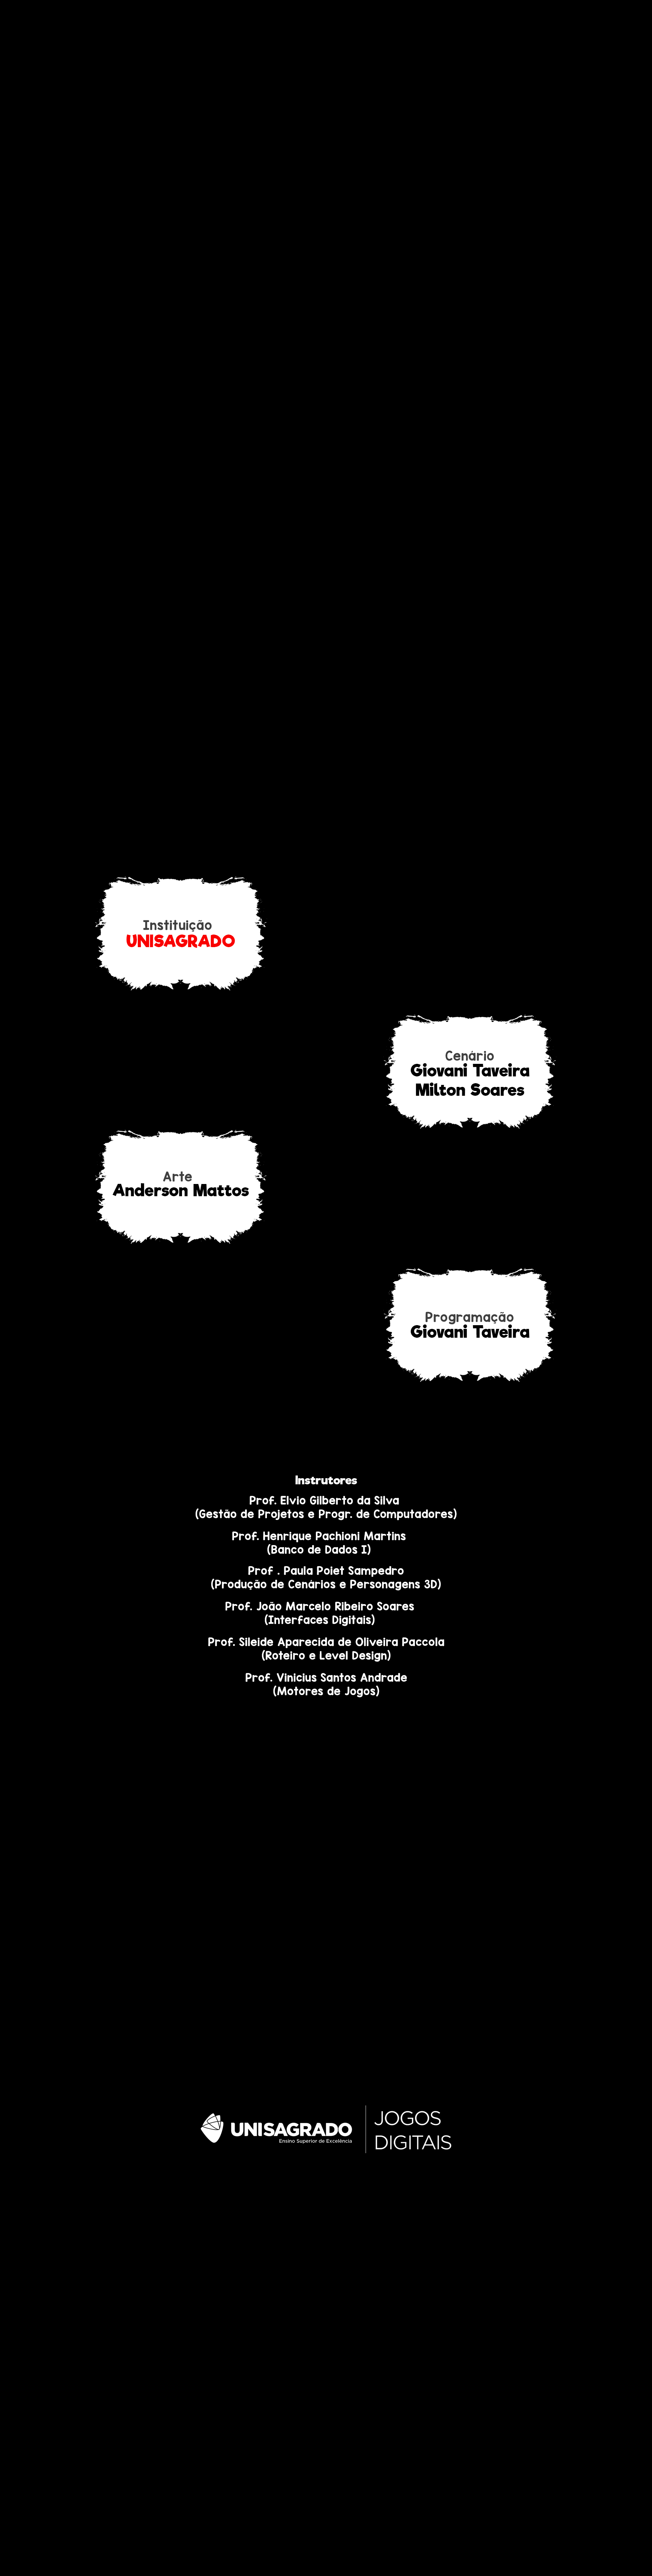 Instituição
UNISAGRADO
Cenário
Giovani Taveira
Milton Soares
Arte
Anderson Mattos
Programação
Giovani Taveira
Instrutores
Prof. Elvio Gilberto da Silva
(Gestão de Projetos e Progr. de Computadores)
Prof. Henrique Pachioni Martins
(Banco de Dados I)
Prof . Paula Poiet Sampedro
(Produção de Cenários e Personagens 3D)
Prof. João Marcelo Ribeiro Soares
(Interfaces Digitais)
Prof. Sileide Aparecida de Oliveira Paccola
(Roteiro e Level Design)
Prof. Vinicius Santos Andrade
(Motores de Jogos)
UNISAGRADO
Ensino Superior de Excelência
JOGOS
DIGITAIS